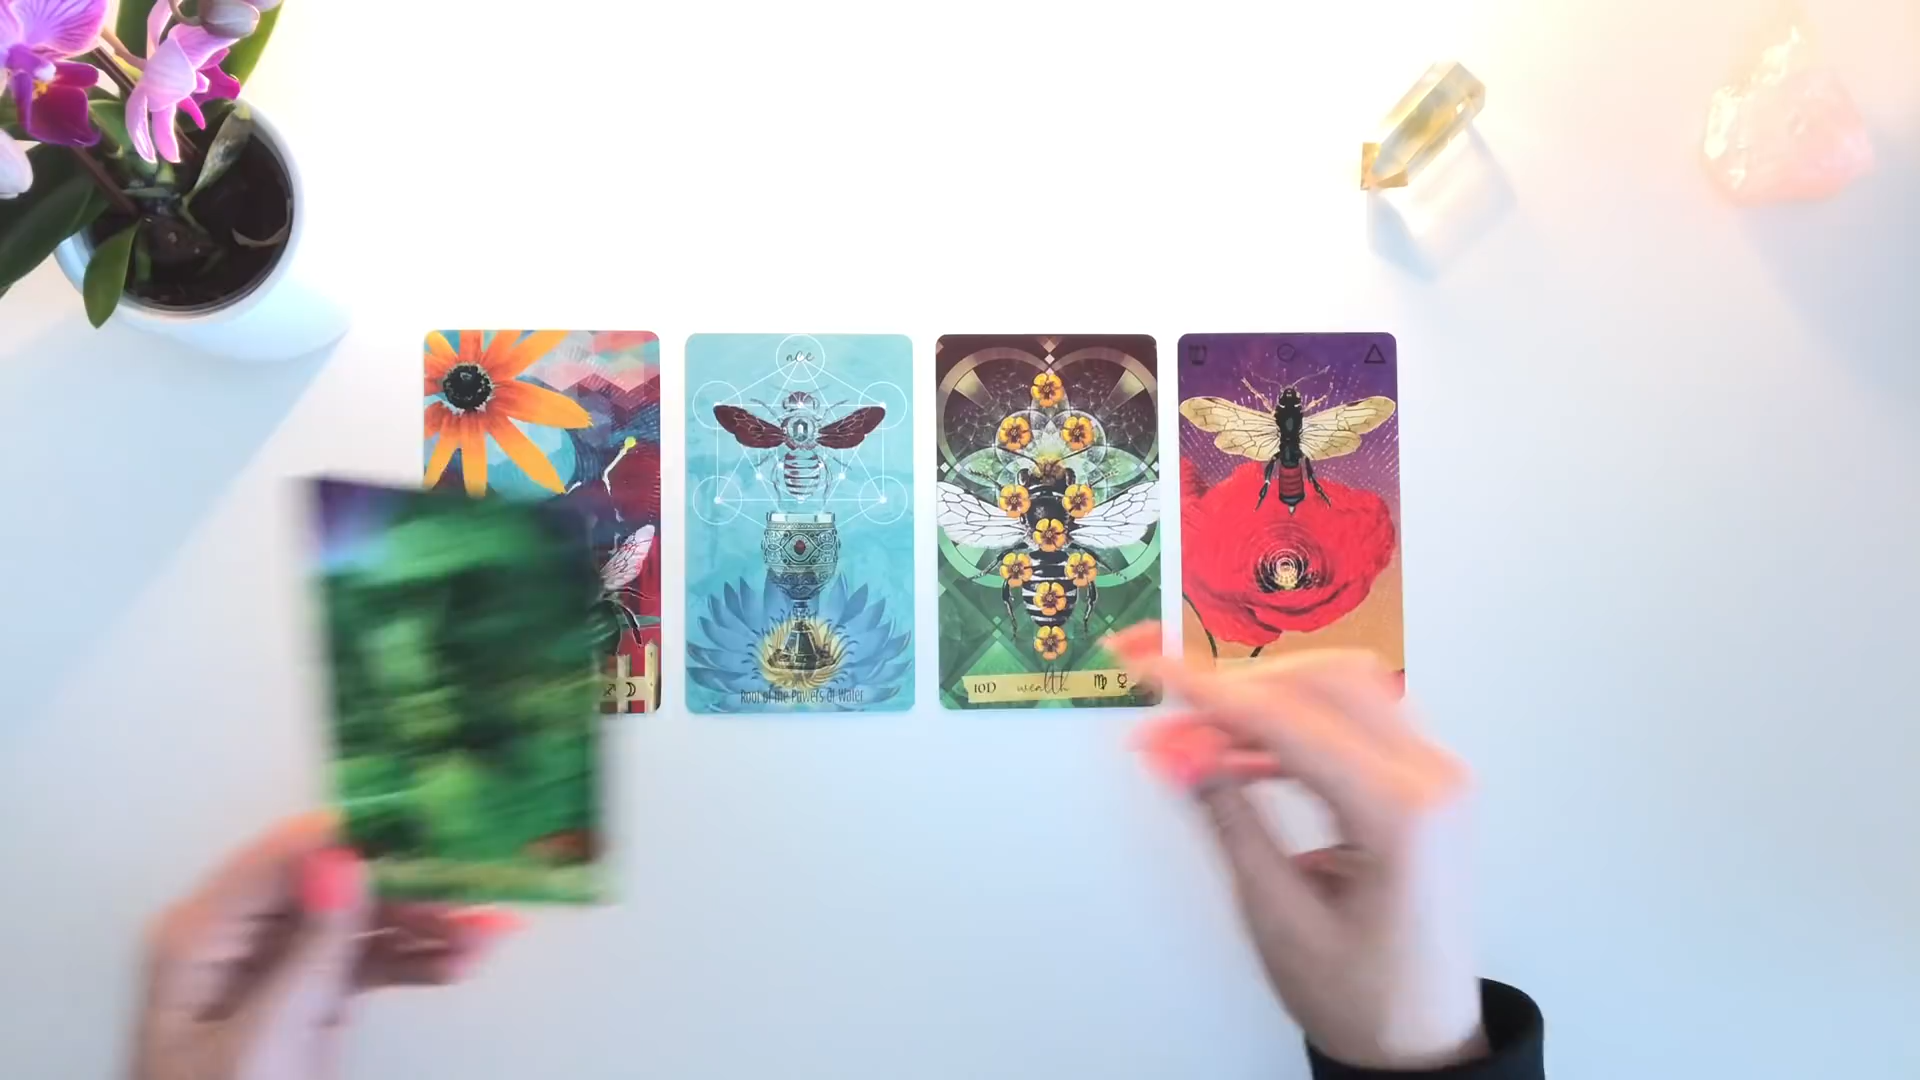 ace
Root of the Powers of Water
10D wealth ♍ ☿